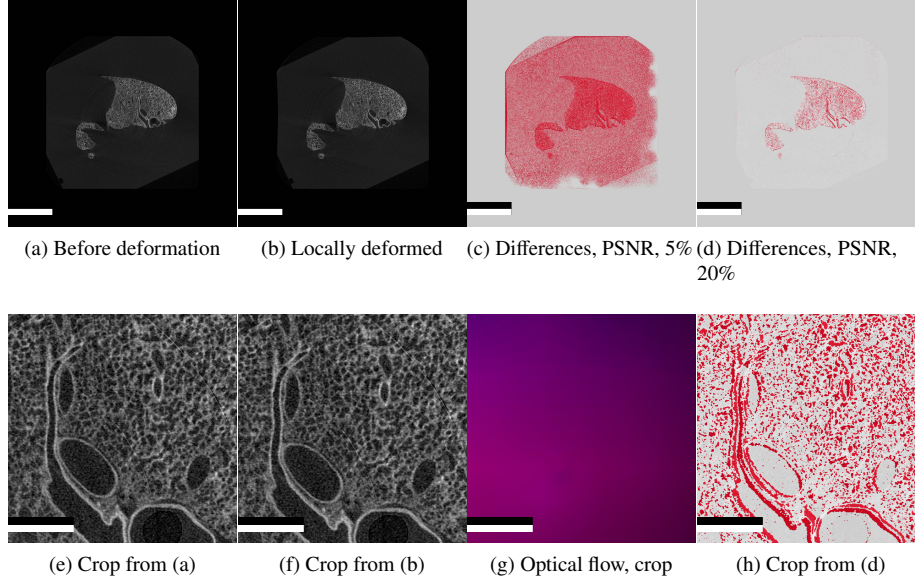 (a) Before deformation
(b) Locally deformed
(c) Differences, PSNR, 5%
(d) Differences, PSNR,
20%
(e) Crop from (a)
(f) Crop from (b)
(g) Optical flow, crop
(h) Crop from (d)